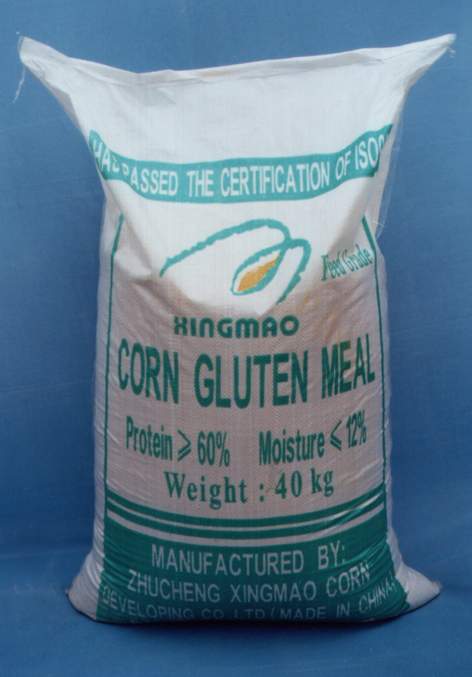 HAS PASSED THE CERTIFICATION OF ISO9
Feed Grade
XINGMAO
CORN GLUTEN MEAL
Protein ⩾ 60% Moisture ⩽ 12%
Weight : 40 kg
MANUFACTURED BY:
ZHUCHENG XINGMAO CORN
DEVELOPING CO.LTD ( MADE IN CHINA